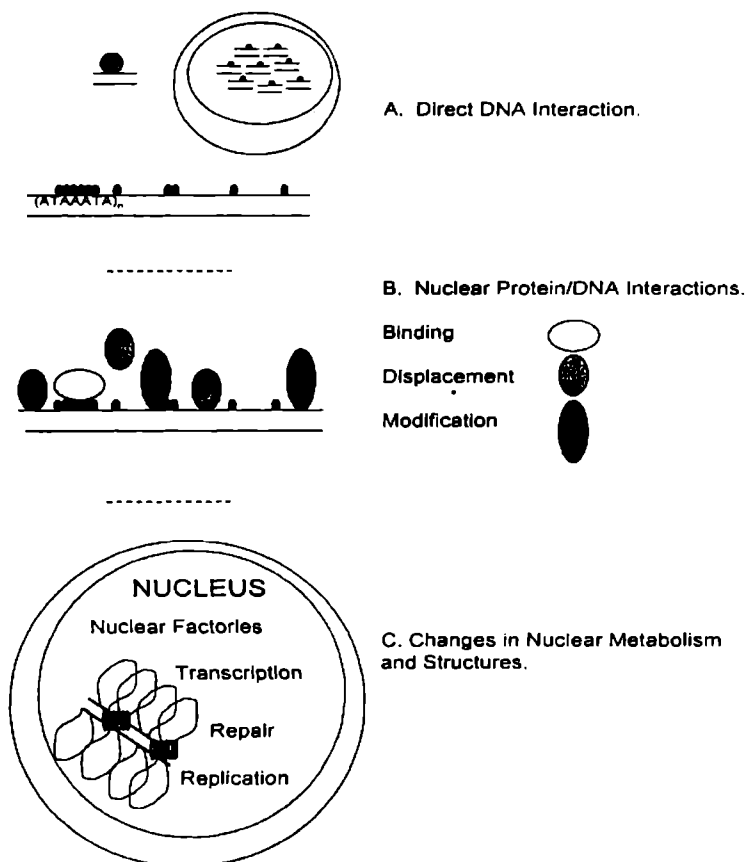 A. Direct DNA Interaction.
(ATAAATA)n
B. Nuclear Protein/DNA Interactions.
Binding
Displacement
Modification
NUCLEUS
Nuclear Factories
Transcription
Repair
Replication
C. Changes in Nuclear Metabolism
and Structures.